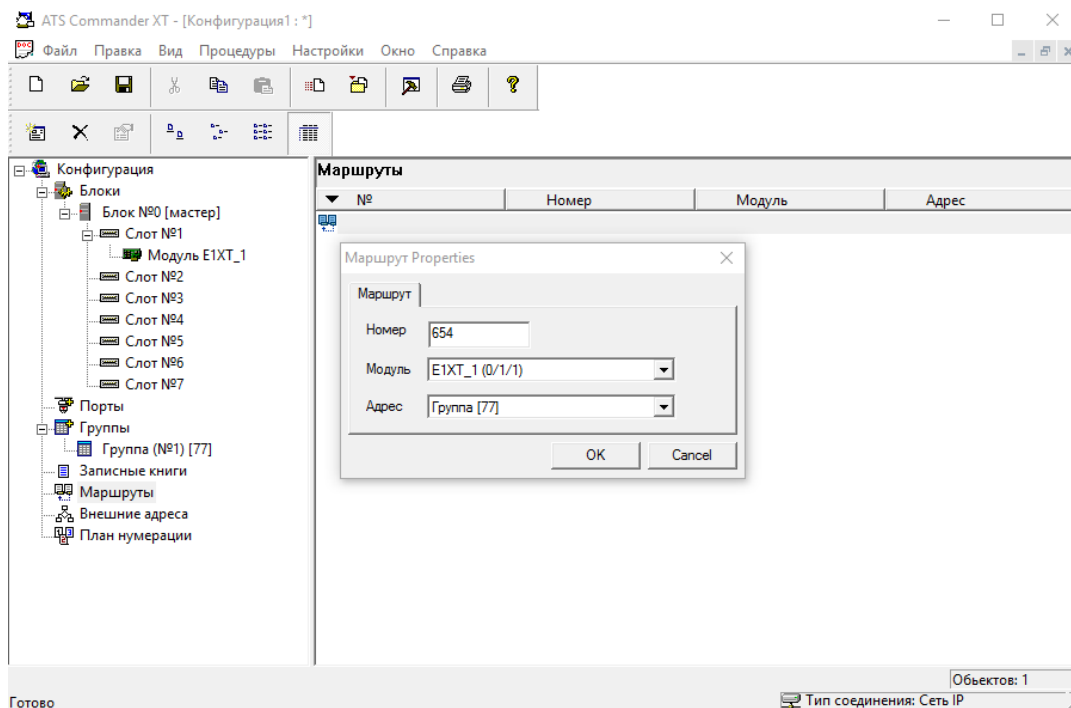 ATS Commander XT - [Конфигурация1 : *]
Файл Правка Вид Процедуры Настройки Окно Справка
Конфигурация
Блоки
Блок №0 [мастер]
Слот №1
Модуль E1XT_1
Слот №2
Слот №3
Слот №4
Слот №5
Слот №6
Слот №7
Порты
Группы
Группа (№1) [77]
Записные книги
Маршруты
Внешние адреса
План нумерации
Маршруты
№ Номер Модуль Адрес
Маршрут Properties
Маршрут
Номер 654
Модуль E1XT_1 (0/1/1)
Адрес Группа [77]
OK Cancel
Обьектов: 1
Готово Тип соединения: Сеть IP